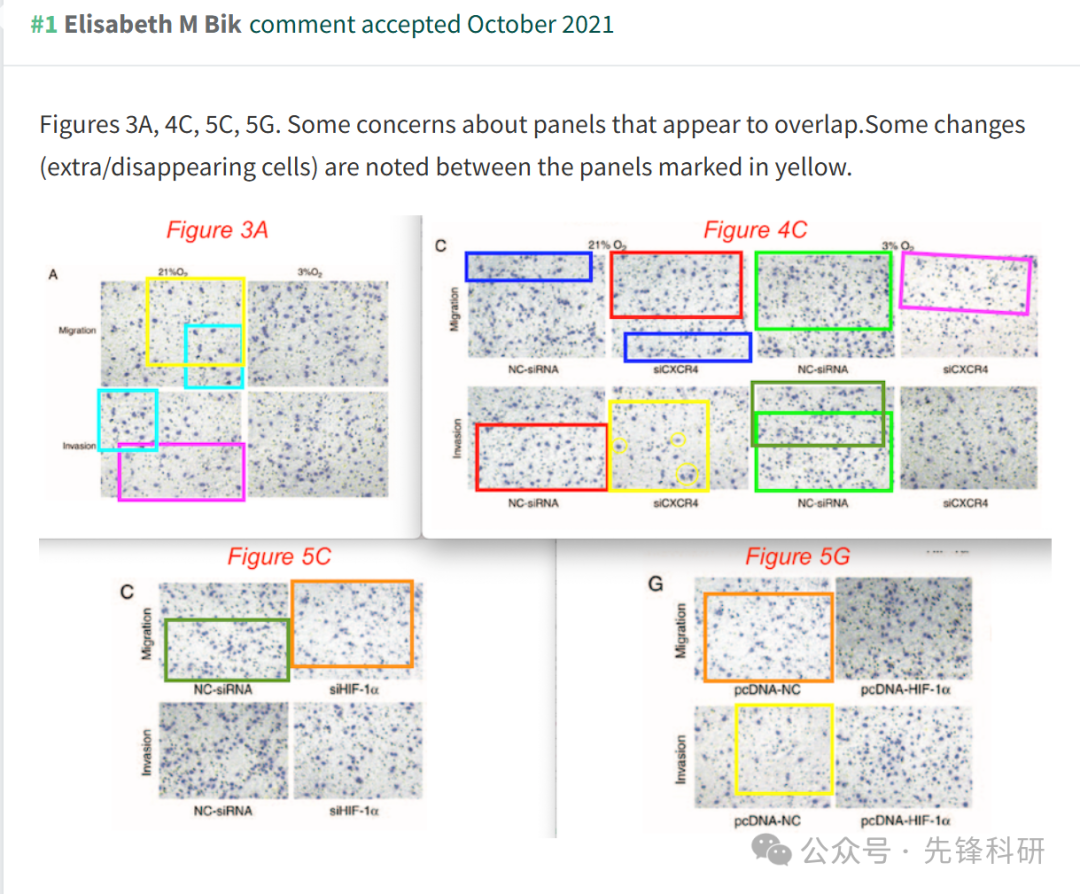 #1 Elisabeth M Bik comment accepted October 2021
Figures 3A, 4C, 5C, 5G. Some concerns about panels that appear to overlap.Some changes
(extra/disappearing cells) are noted between the panels marked in yellow.
Figure 3A
A
21%O₂
3%O₂
Migration
Invasion
Figure 4C
C
21% O₂
3% O₂
Migration
NC-siRNA
siCXCR4
NC-siRNA
siCXCR4
Invasion
NC-siRNA
siCXCR4
NC-siRNA
siCXCR4
Figure 5C
C
Migration
NC-siRNA
siHIF-1α
Invasion
NC-siRNA
siHIF-1α
Figure 5G
G
Migration
pcDNA-NC
pcDNA-HIF-1α
Invasion
pcDNA-NC
pcDNA-HIF-1α
公众号 · 先锋科研